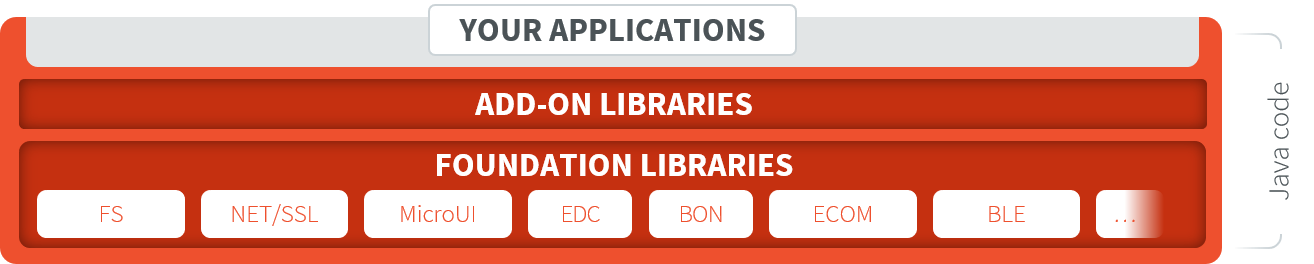 YOUR APPLICATIONS
ADD-ON LIBRARIES
FOUNDATION LIBRARIES
FS
NET/SSL
MicroUI
EDC
BON
ECOM
BLE
...
Java code